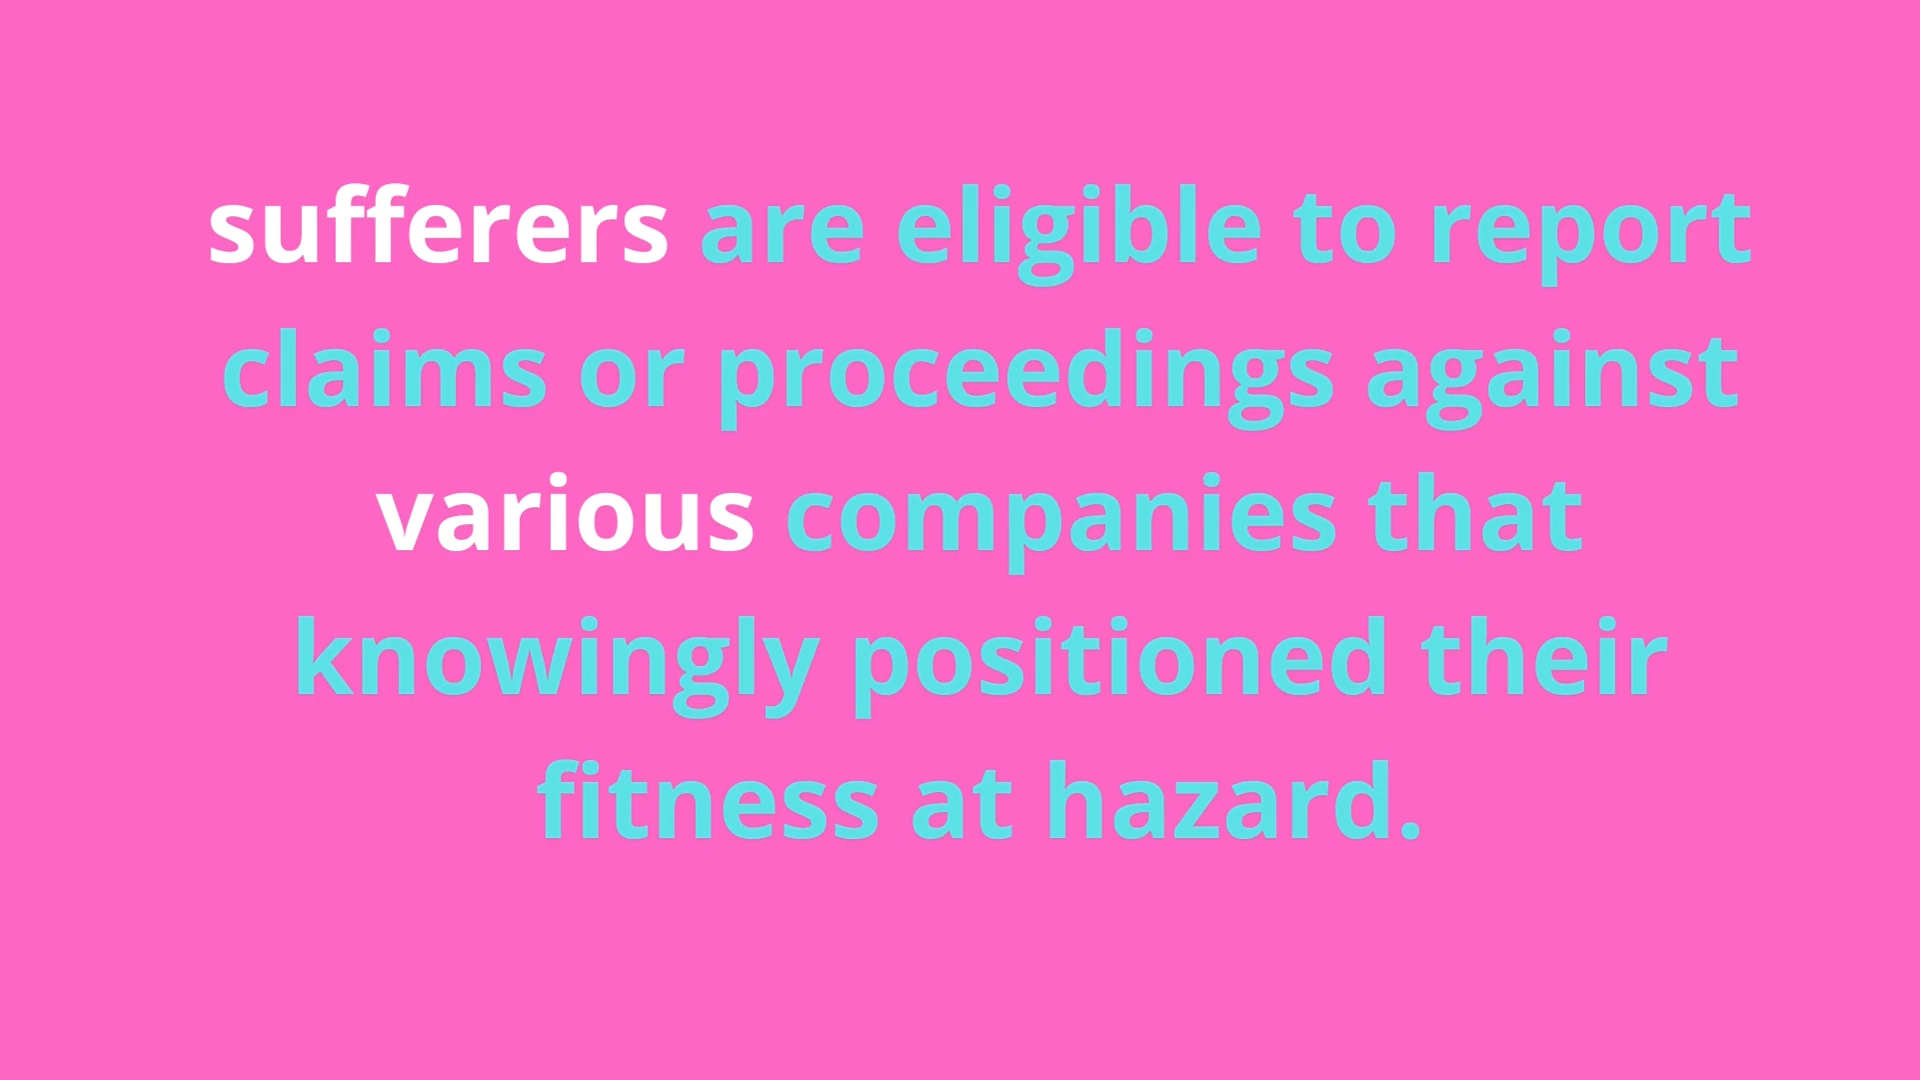 sufferers are eligible to report
claims or proceedings against
various companies that
knowingly positioned their
fitness at hazard.